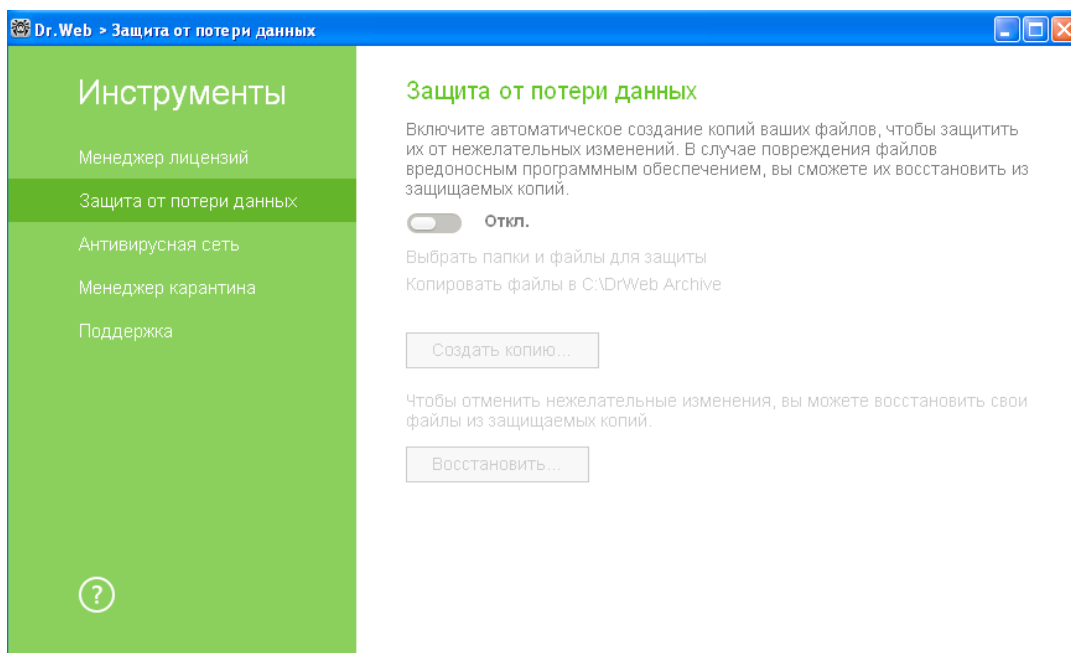 Dr.Web > Защита от потери данных
Инструменты
Менеджер лицензий
Защита от потери данных
Антивирусная сеть
Менеджер карантина
Поддержка
?
Защита от потери данных
Включите автоматическое создание копий ваших файлов, чтобы защитить
их от нежелательных изменений. В случае повреждения файлов
вредоносным программным обеспечением, вы сможете их восстановить из
защищаемых копий.
Откл.
Выбрать папки и файлы для защиты
Копировать файлы в C:\DrWeb Archive
Создать копию...
Чтобы отменить нежелательные изменения, вы можете восстановить свои
файлы из защищаемых копий.
Восстановить...